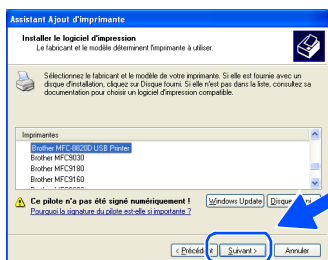 Assistant Ajout d'imprimante
Installer le logiciel d'impression
Le fabricant et le modèle déterminent l'imprimante à utiliser.
Sélectionnez le fabricant et le modèle de votre imprimante. Si elle est fournie avec un
disque d'installation, cliquez sur Disque fourni. Si elle n'est pas dans la liste, consultez sa
documentation pour choisir un logiciel d'impression compatible.
Imprimantes
Brother MFC-8820D USB Printer
Brother MFC9030
Brother MFC9180
Brother MFC9160
Ce pilote n'a pas été signé numériquement !
Windows Update
Pourquoi la signature du pilote est-elle si importante ?
Suivant >
Annuler